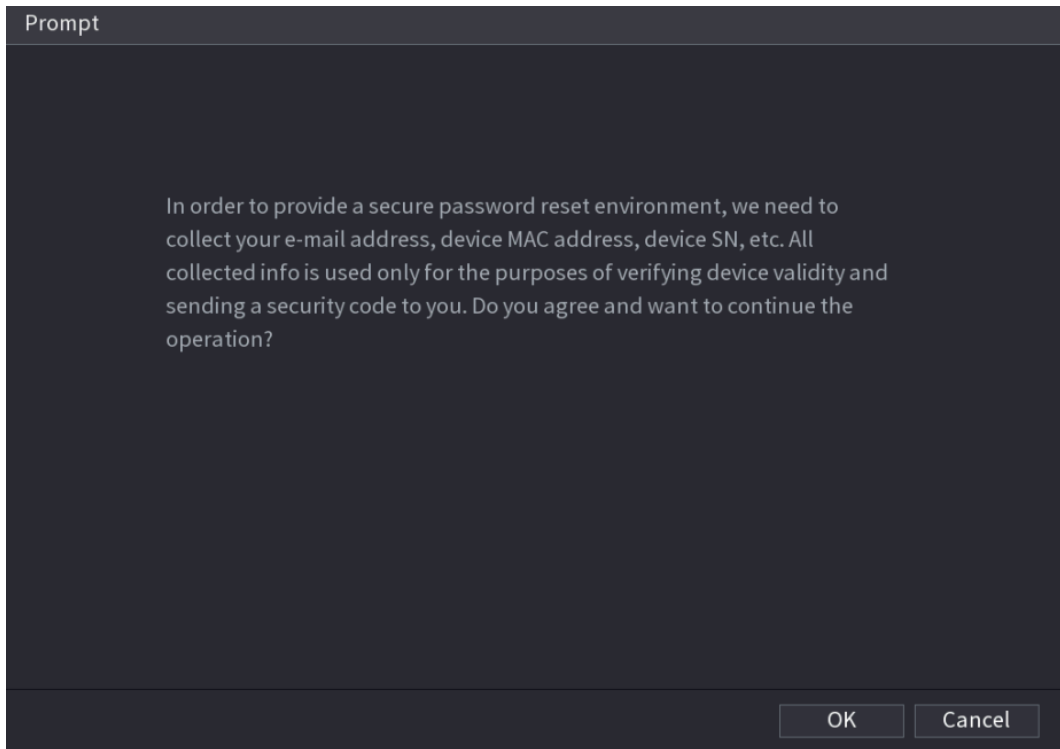 Prompt
In order to provide a secure password reset environment, we need to
collect your e-mail address, device MAC address, device SN, etc. All
collected info is used only for the purposes of verifying device validity and
sending a security code to you. Do you agree and want to continue the
operation?
OK
Cancel